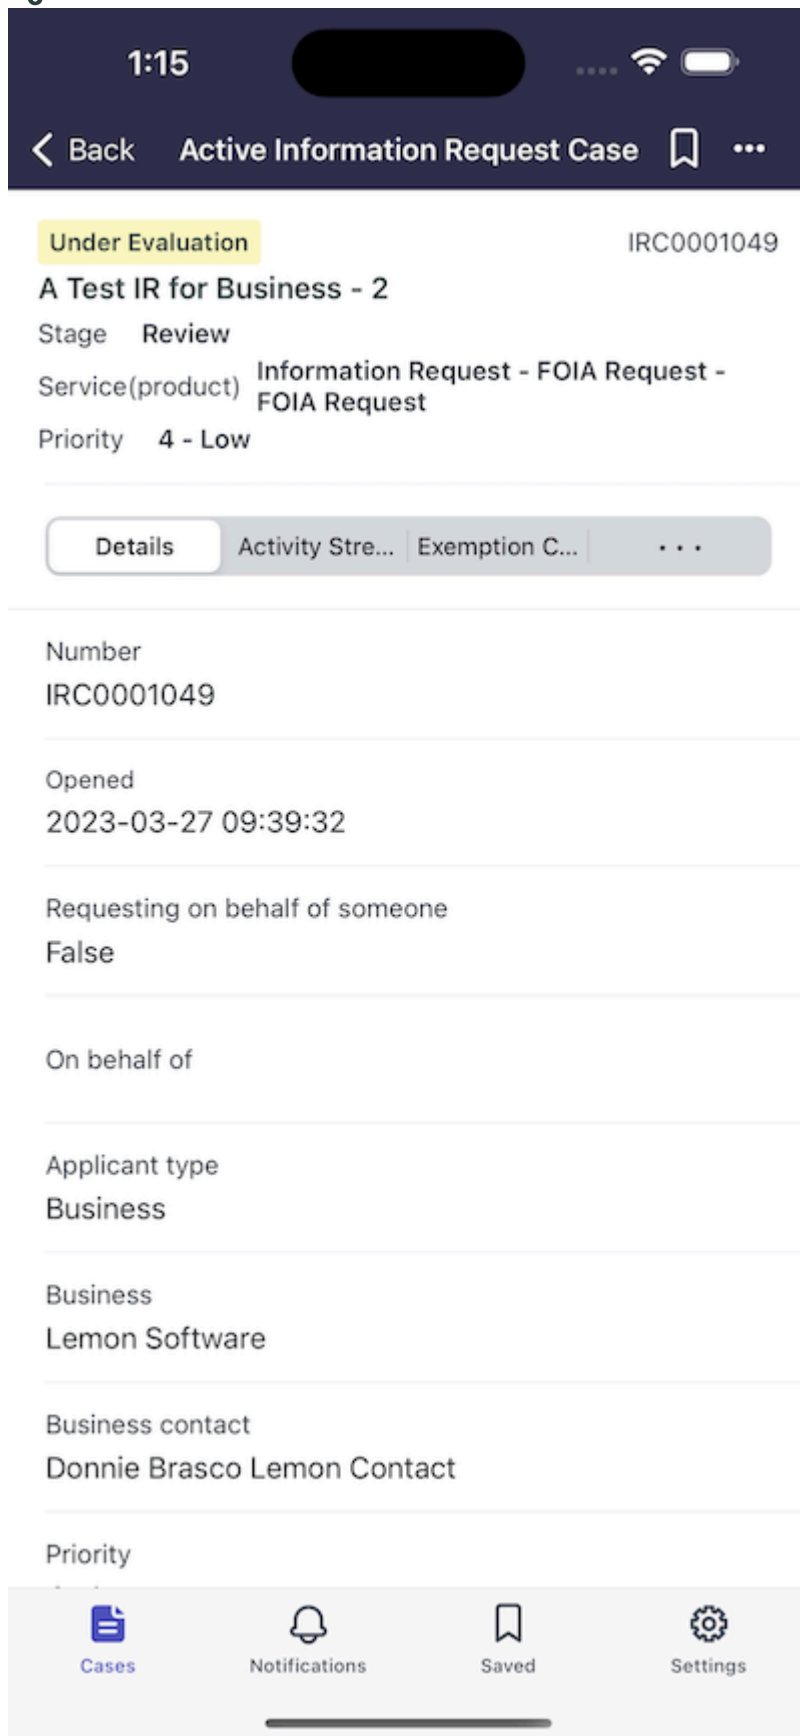 1:15
Back Active Information Request Case
Under Evaluation IRC0001049
A Test IR for Business - 2
Stage Review
Service(product) Information Request - FOIA Request -
FOIA Request
Priority 4 - Low
Details Activity Stre... Exemption C... ...
Number
IRC0001049
Opened
2023-03-27 09:39:32
Requesting on behalf of someone
False
On behalf of
Applicant type
Business
Business
Lemon Software
Business contact
Donnie Brasco Lemon Contact
Priority
Cases Notifications Saved Settings